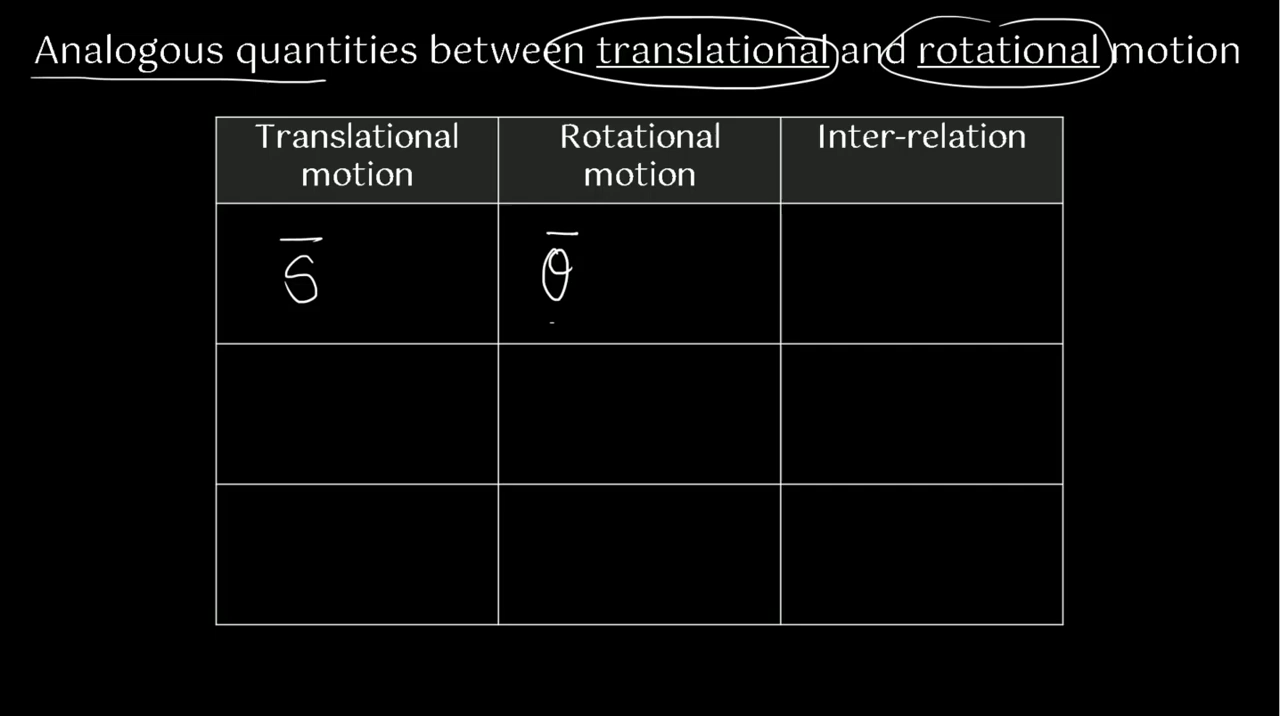 Analogous quantities between translational and rotational motion
Translational motion
Rotational motion
Inter-relation
s̅
θ̅